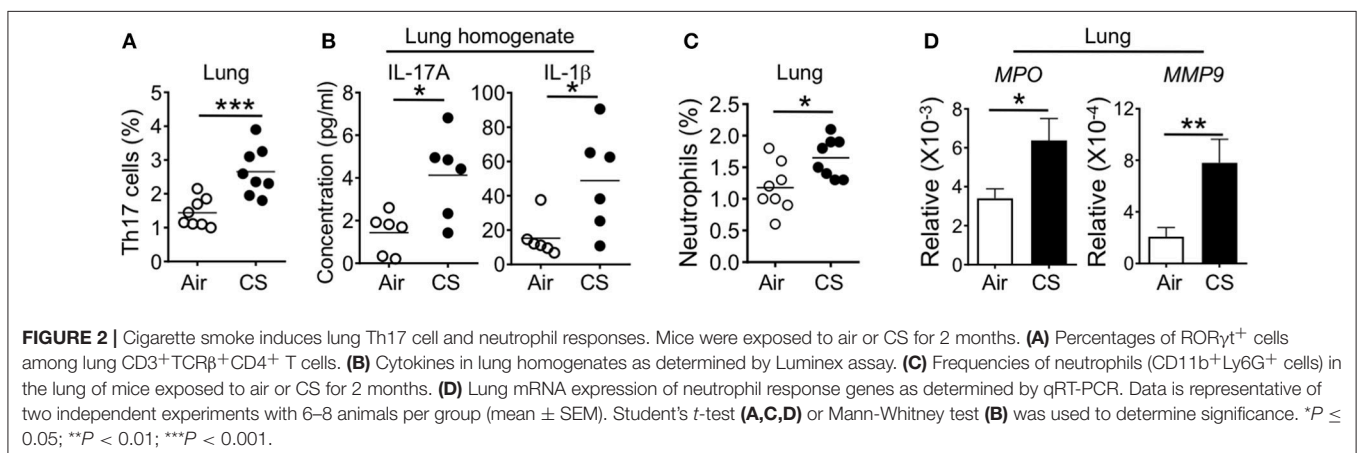 A
Lung
***
Th17 cells (%)
5
4
3
2
1
0
Air CS
B
Lung homogenate
IL-17A
*
Concentration (pg/ml)
8
6
4
2
0
Air CS
IL-1β
*
100
80
60
40
20
0
Air CS
C
Lung
*
Neutrophils (%)
2.5
2.0
1.5
1.0
0.5
0.0
Air CS
D
Lung
MPO
*
Relative (X10-3)
8
6
4
2
0
Air CS
MMP9
**
Relative (X10-4)
12
8
4
0
Air CS
FIGURE 2 | Cigarette smoke induces lung Th17 cell and neutrophil responses. Mice were exposed to air or CS for 2 months. (A) Percentages of RORγt+ cells
among lung CD3+TCRβ+CD4+ T cells. (B) Cytokines in lung homogenates as determined by Luminex assay. (C) Frequencies of neutrophils (CD11b+Ly6G+ cells) in
the lung of mice exposed to air or CS for 2 months. (D) Lung mRNA expression of neutrophil response genes as determined by qRT-PCR. Data is representative of
two independent experiments with 6–8 animals per group (mean ± SEM). Student's t-test (A,C,D) or Mann-Whitney test (B) was used to determine significance. *P ≤
0.05; **P < 0.01; ***P < 0.001.